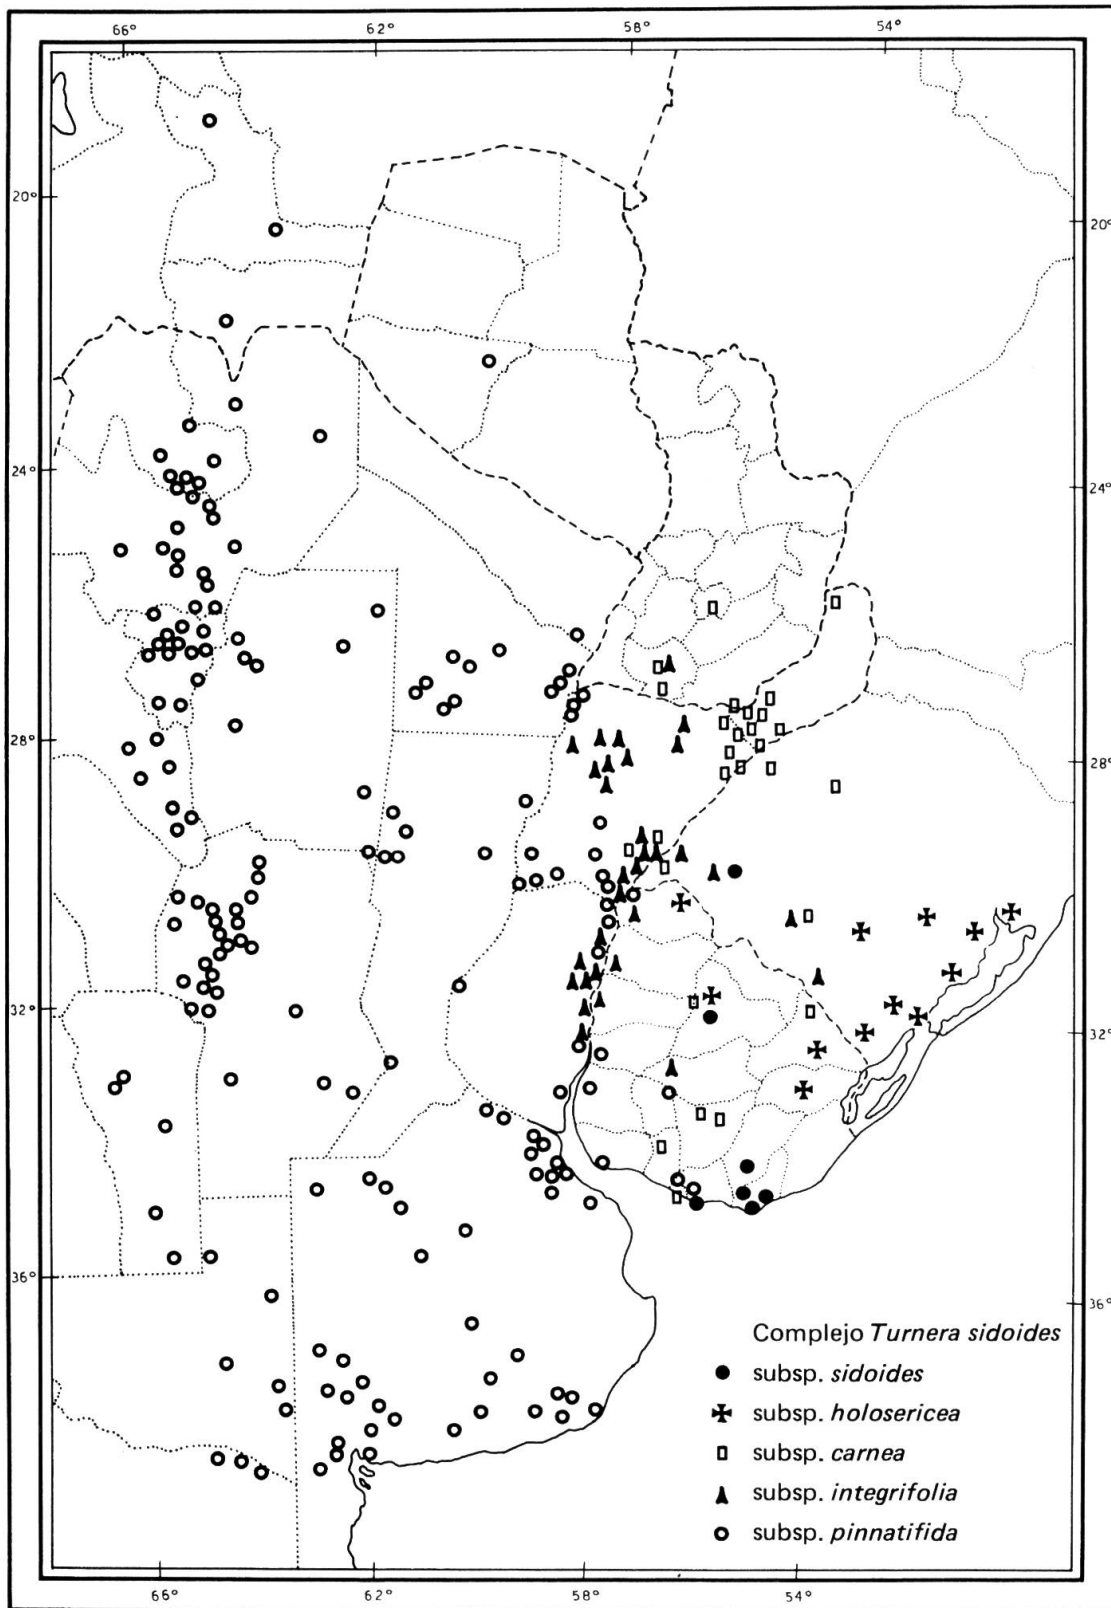 66° 62° 58° 54°
20° 20°
24° 24°
28° 28°
32° 32°
36° 36°
Complejo Turnera sidoides
subsp. sidoides
subsp. holosericea
subsp. carnea
subsp. integrifolia
subsp. pinnatifida
66° 62° 58° 54°